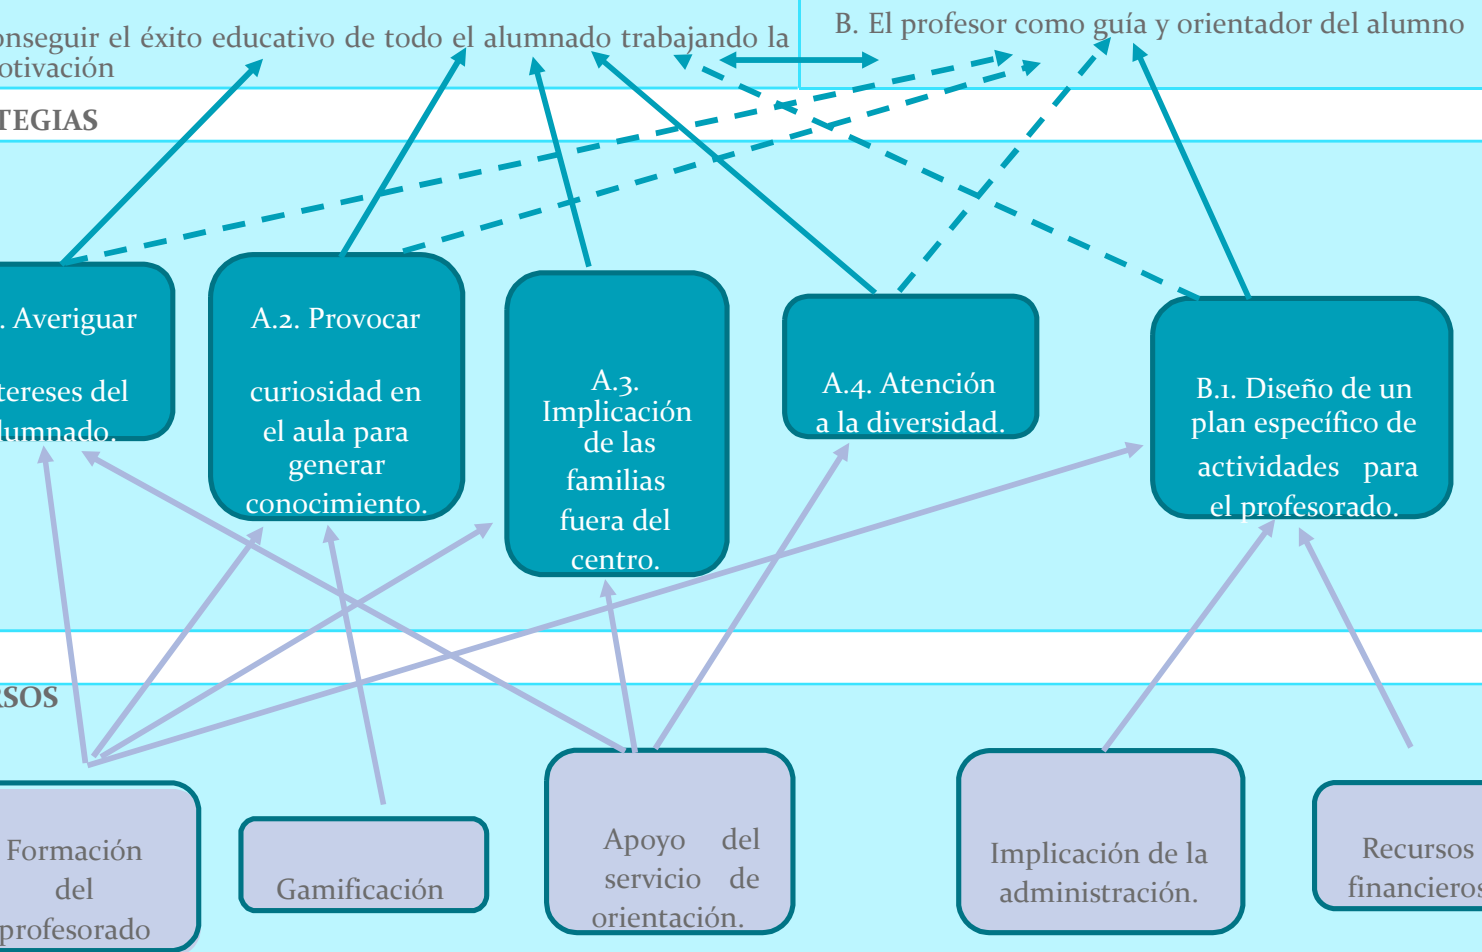 onseguir el éxito educativo de todo el alumnado trabajando la
otivación
B. El profesor como guía y orientador del alumno
TEGIAS
. Averiguar
tereses del
lumnado.
A.2. Provocar
curiosidad en
el aula para
generar
conocimiento.
A.3.
Implicación
de las
familias
fuera del
centro.
A.4. Atención
a la diversidad.
B.1. Diseño de un
plan específico de
actividades para
el profesorado.
RSOS
Formación
del
profesorado
Gamificación
Apoyo del
servicio de
orientación.
Implicación de la
administración.
Recursos
financieros